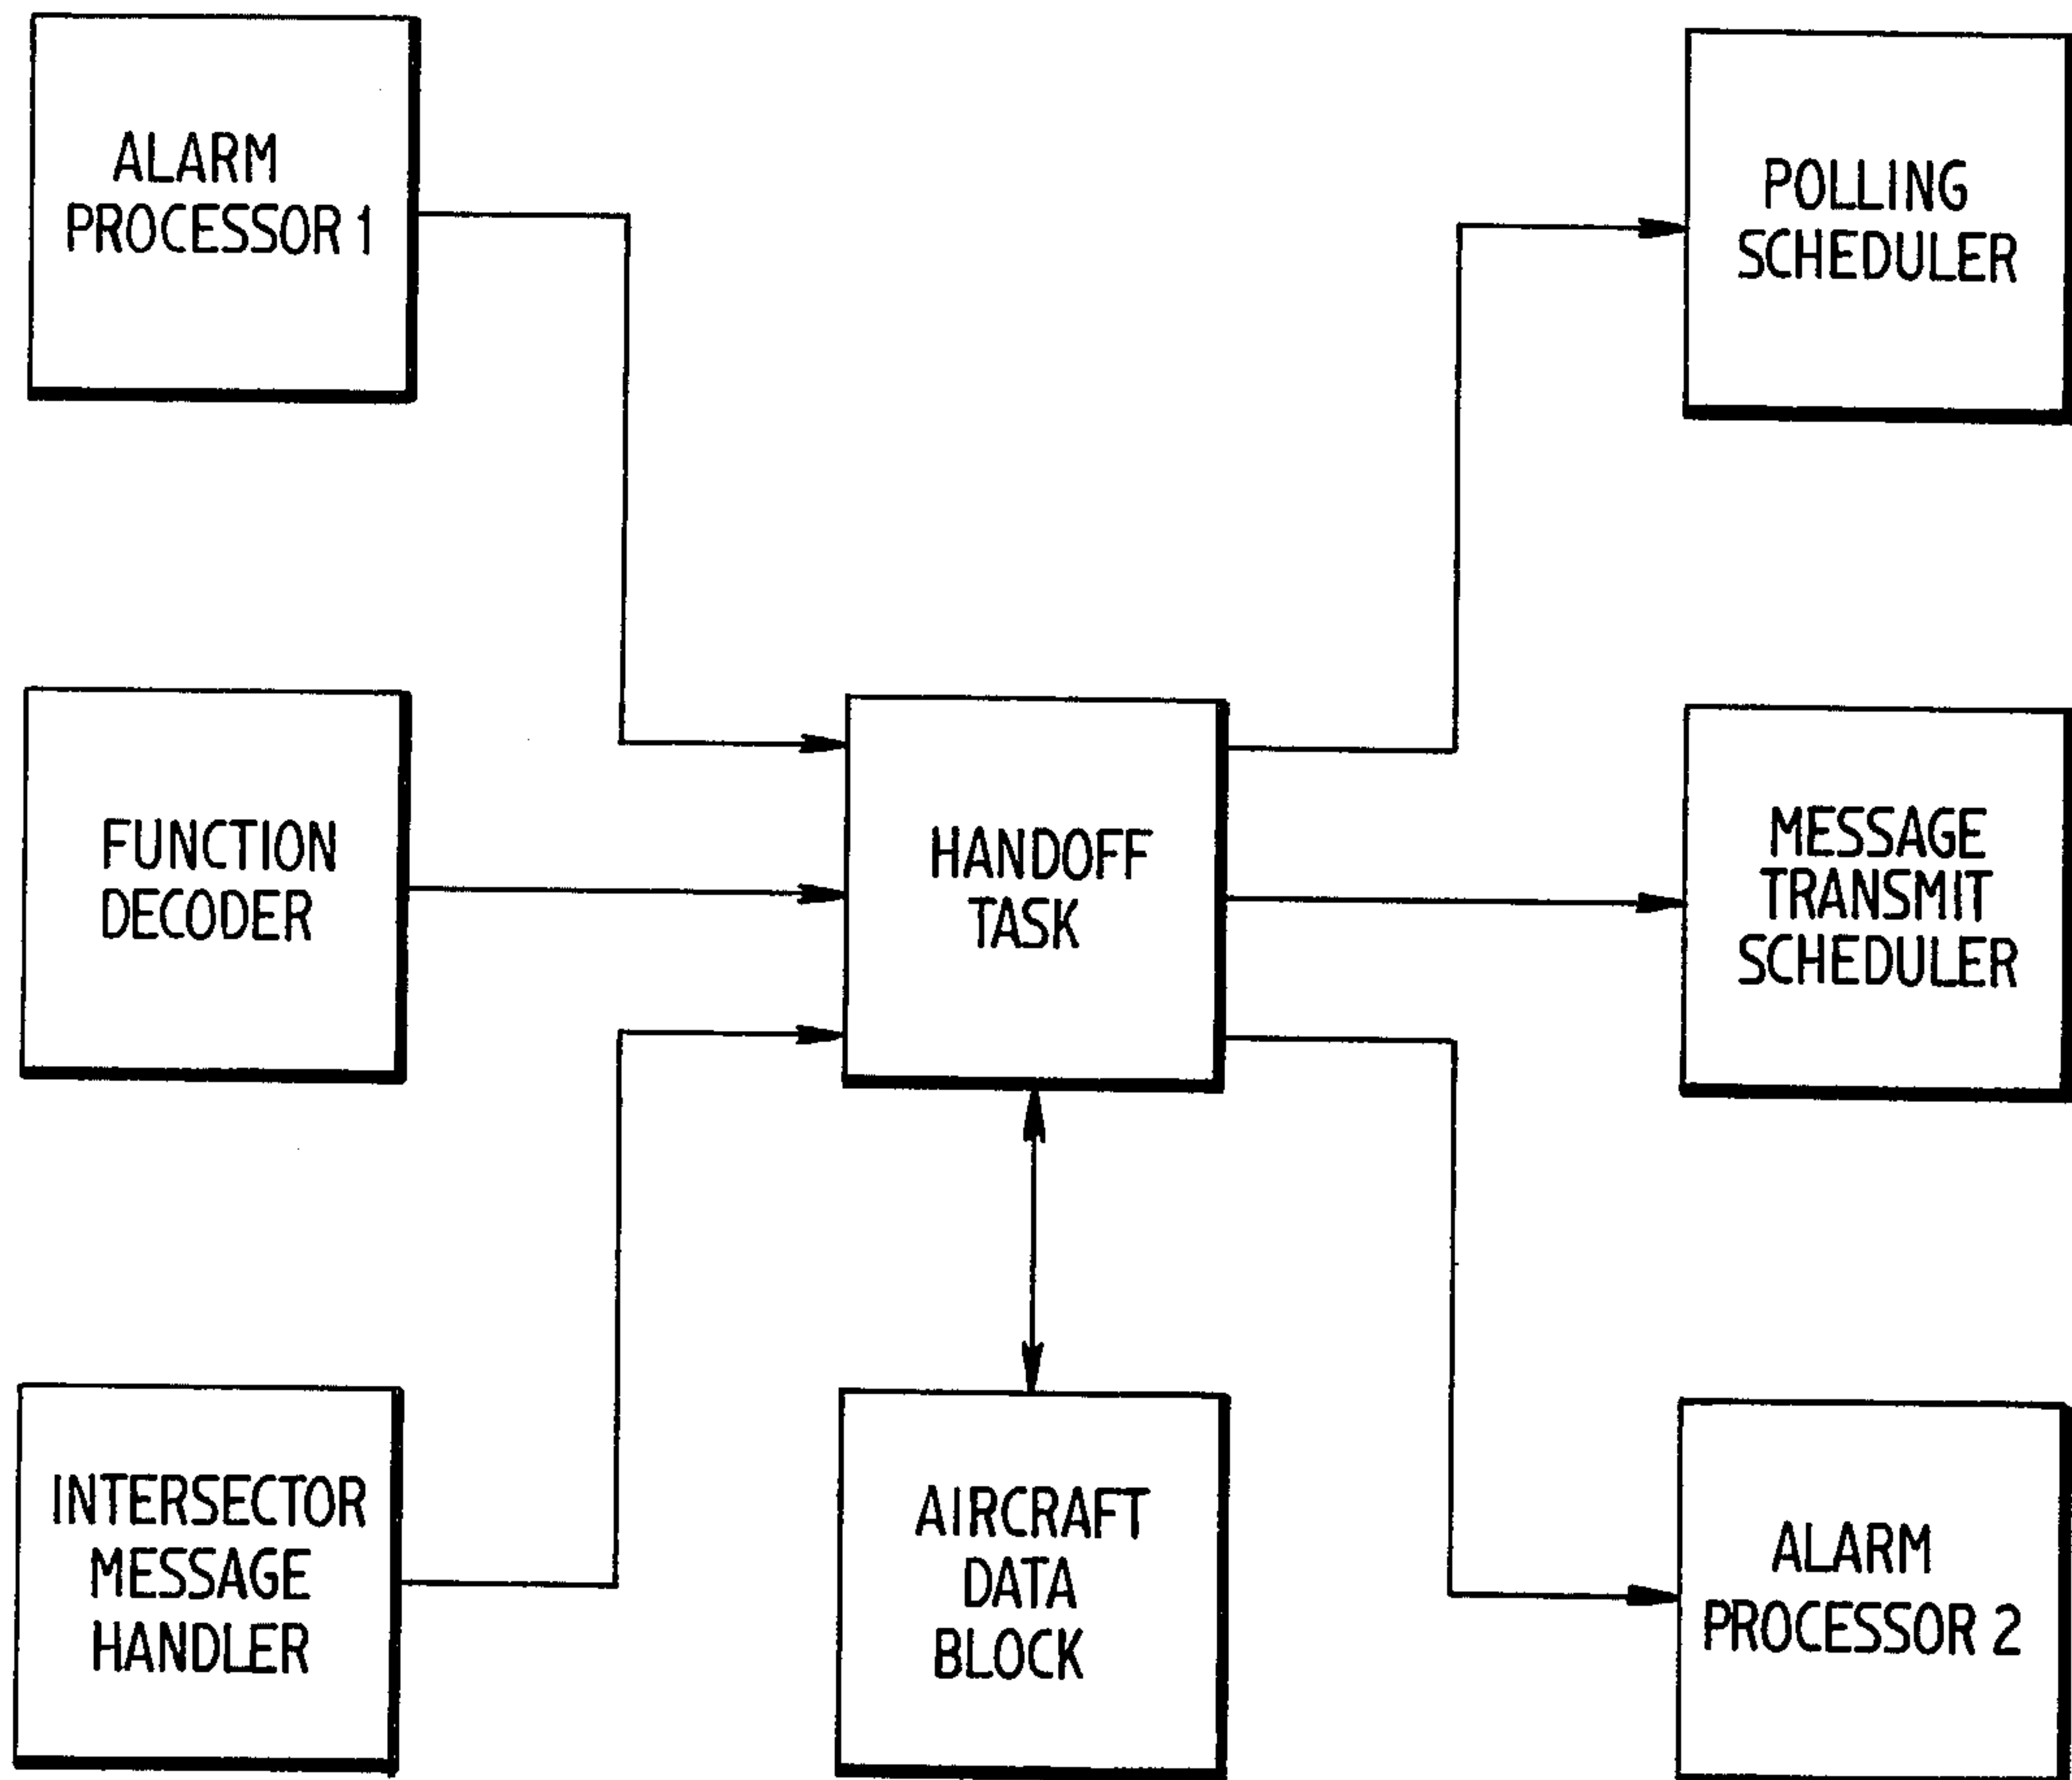 ALARM
PROCESSOR 1
POLLING
SCHEDULER
FUNCTION
DECODER
HANDOFF
TASK
MESSAGE
TRANSMIT
SCHEDULER
INTERSECTOR
MESSAGE
HANDLER
AIRCRAFT
DATA
BLOCK
ALARM
PROCESSOR 2